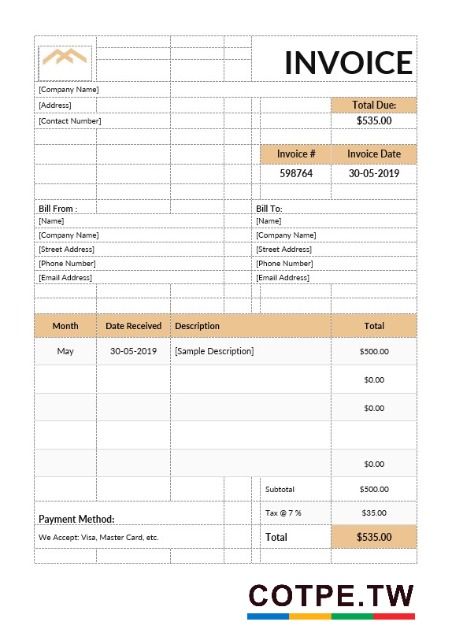 INVOICE
[Company Name]
[Address]
Total Due:
[Contact Number]
$535.00
Invoice # Invoice Date
598764 30-05-2019
Bill From : Bill To:
[Name] [Name]
[Company Name] [Company Name]
[Street Address] [Street Address]
[Phone Number] [Phone Number]
[Email Address] [Email Address]
Month Date Received Description Total
May 30-05-2019 [Sample Description] $500.00
$0.00
$0.00
$0.00
Subtotal $500.00
Tax @ 7 % $35.00
Payment Method:
We Accept: Visa, Master Card, etc. Total $535.00
COTPE.TW